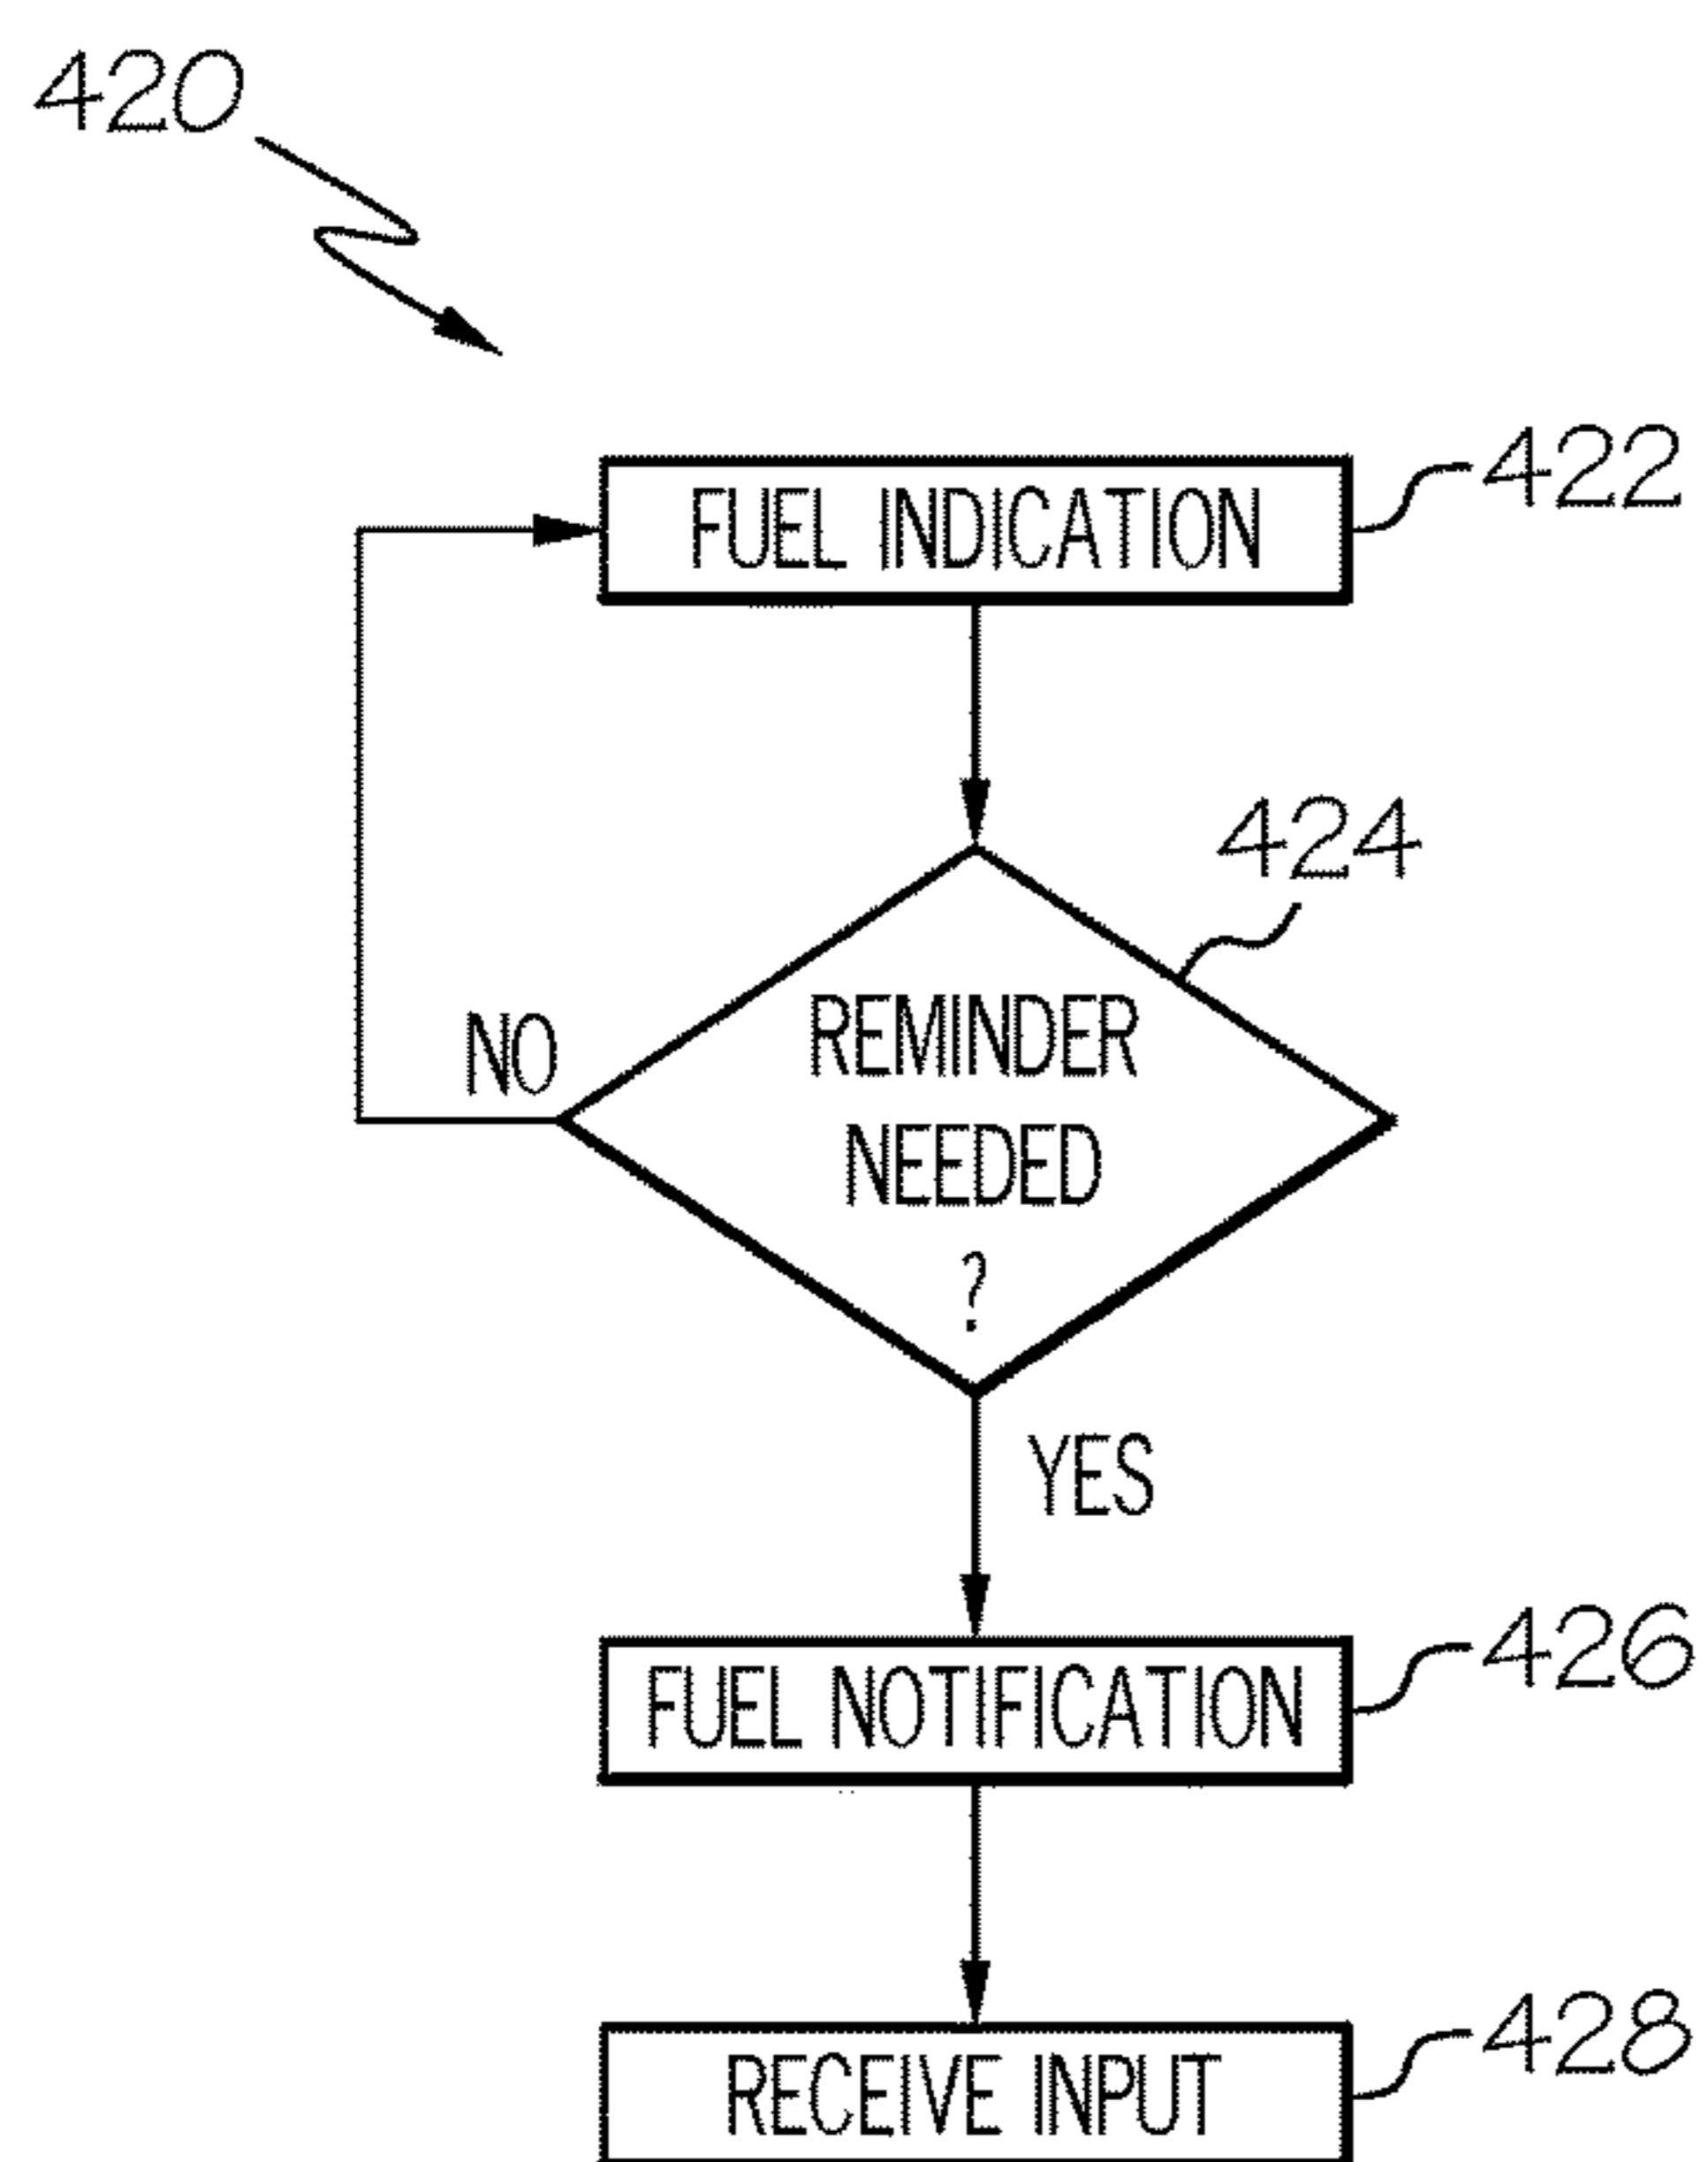 420
FUEL INDICATION
422
424
REMINDER
NEEDED
?
NO
YES
FUEL NOTIFICATION
426
RECEIVE INPUT
428